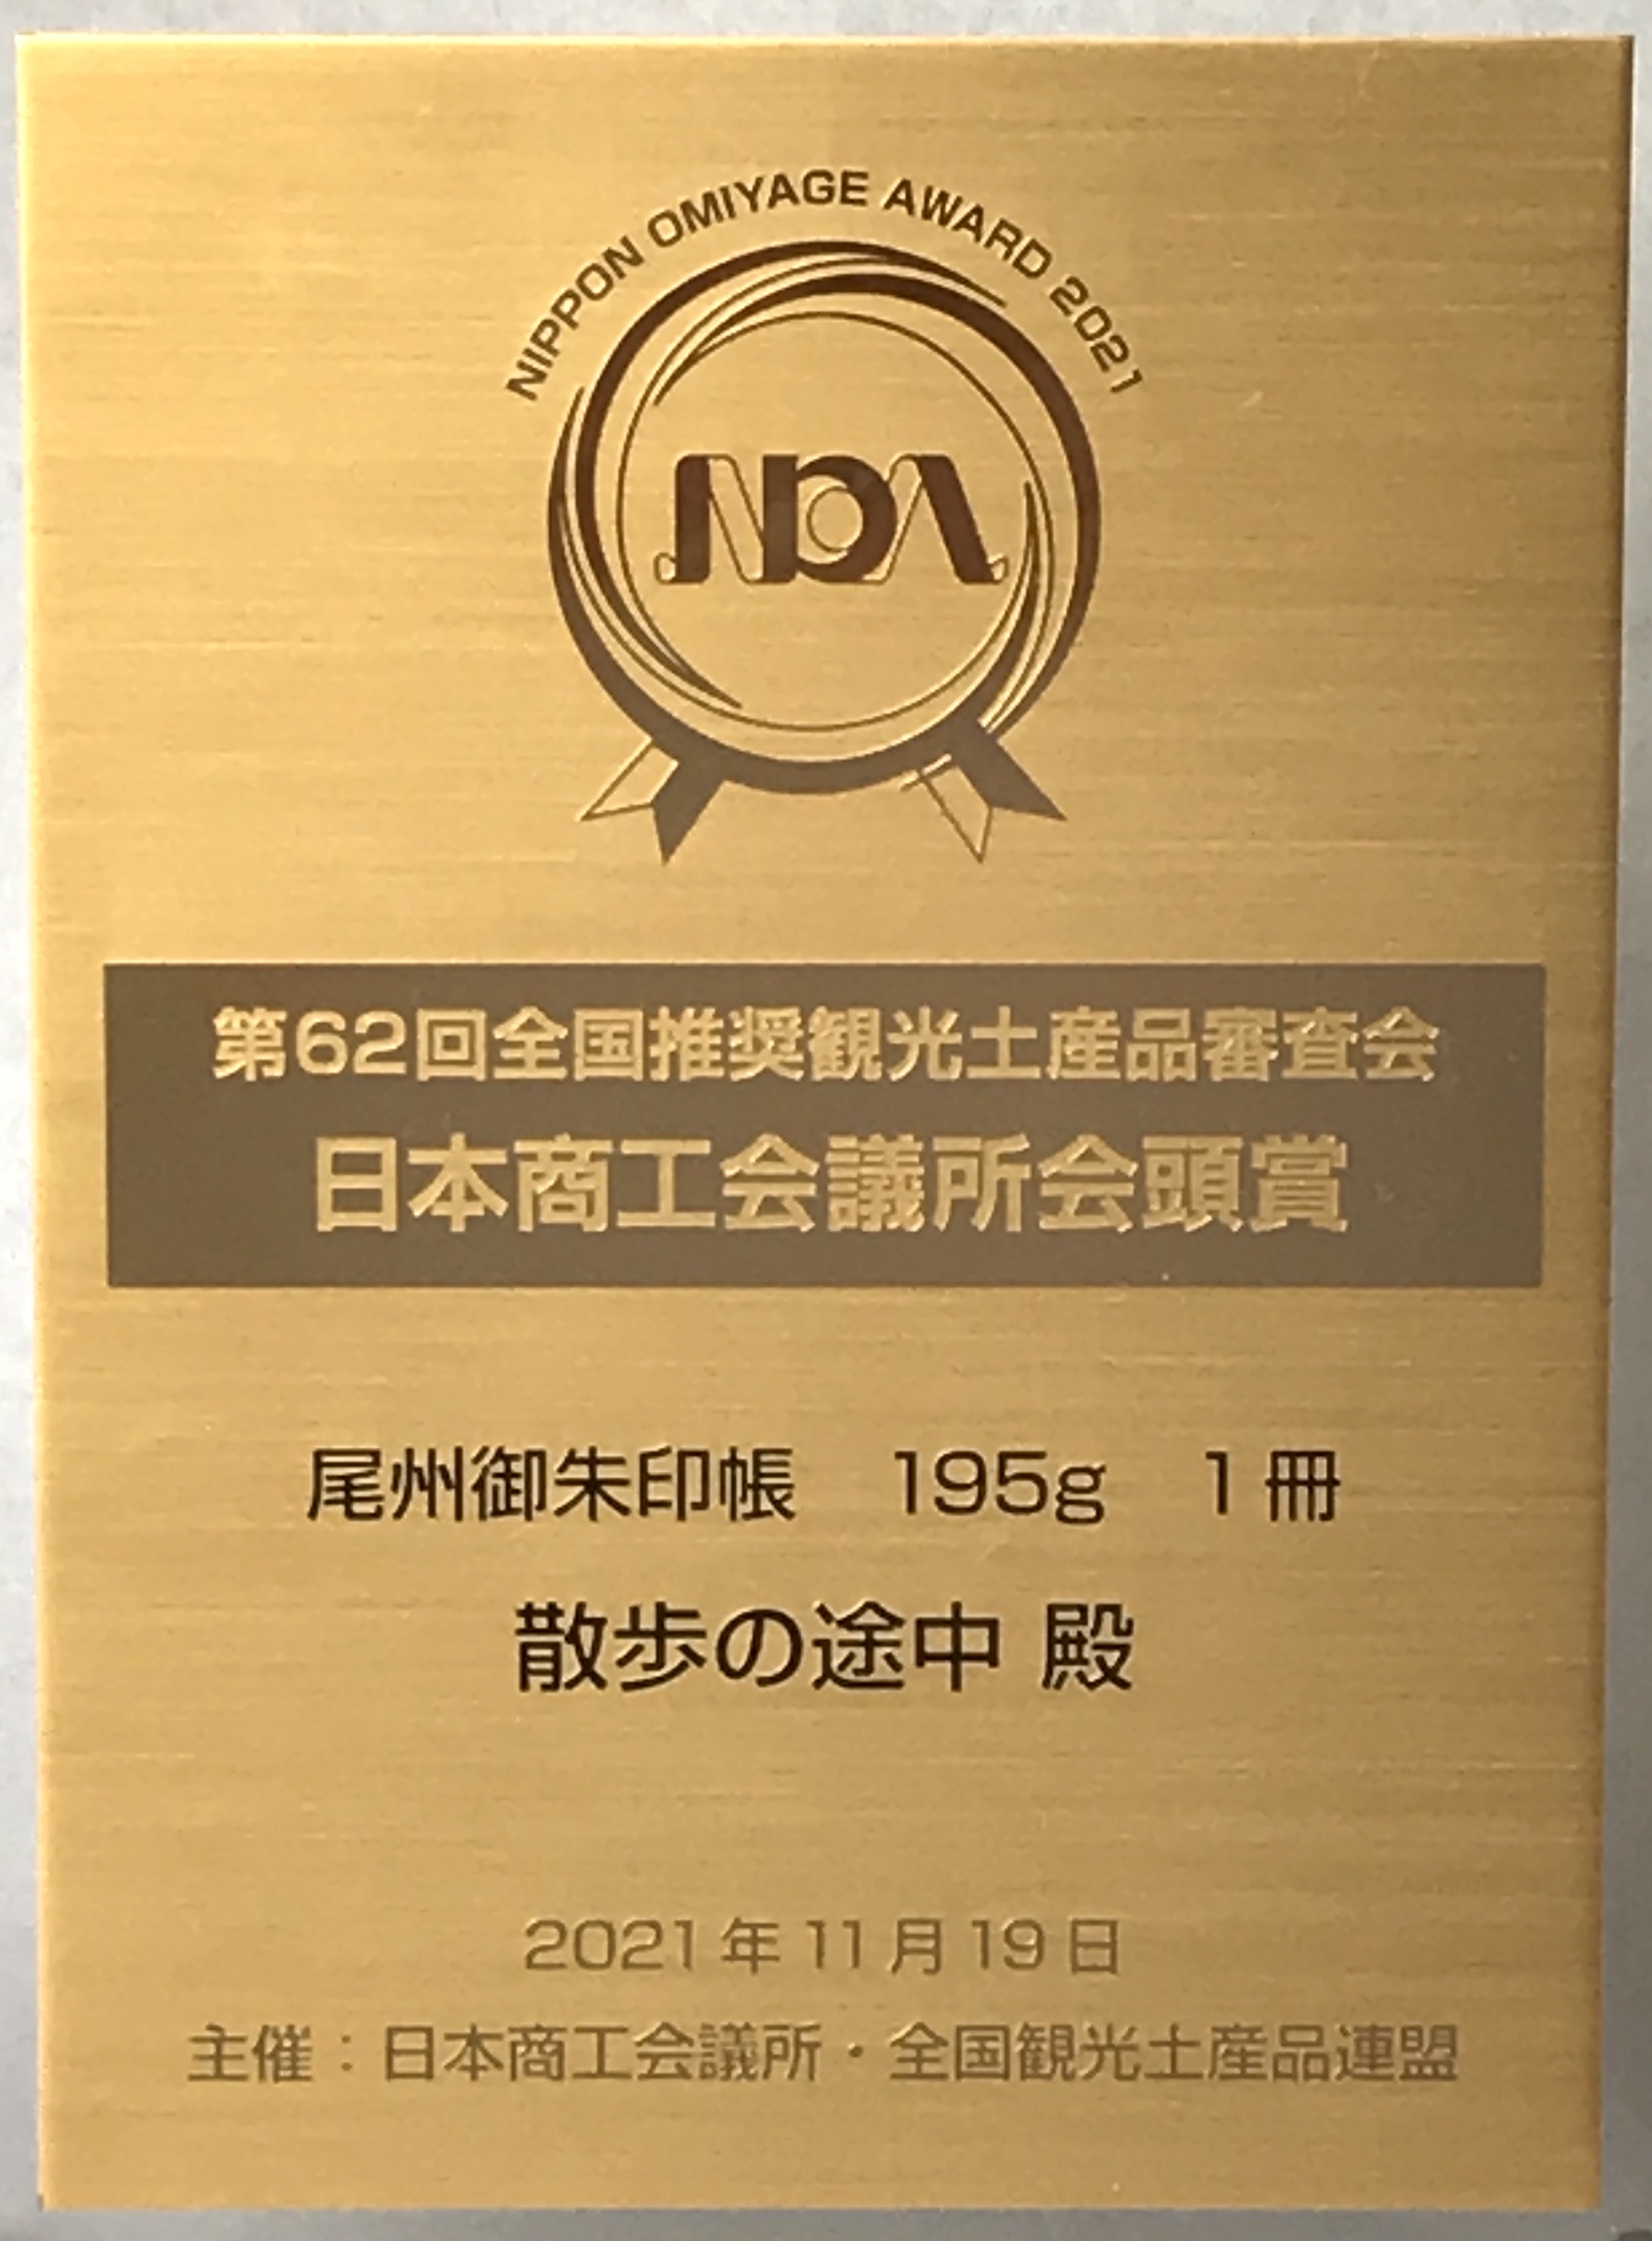 NIPPON OMIYAGE AWARD 2021
NOA
第62回全国推奨観光土産品審査会
日本商工会議所会頭賞
尾州御朱印帳　195g　1冊
散歩の途中 殿
2021年11月19日
主催：日本商工会議所・全国観光土産品連盟